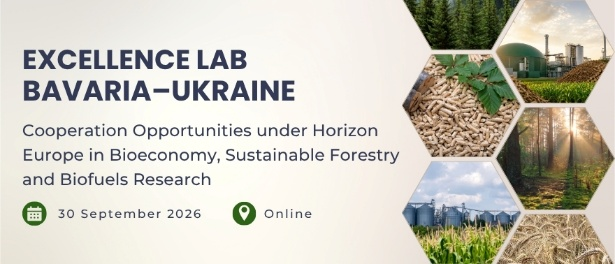 EXCELLENCE LAB
BAVARIA–UKRAINE
Cooperation Opportunities under Horizon
Europe in Bioeconomy, Sustainable Forestry
and Biofuels Research
30 September 2026 Online